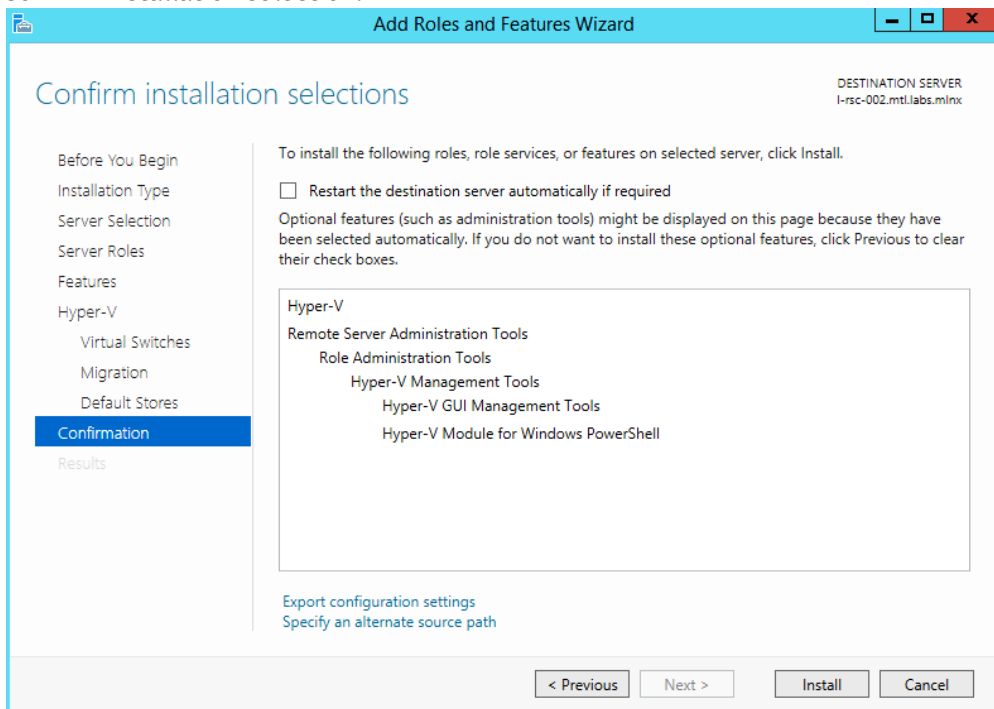 Add Roles and Features Wizard
Confirm installation selections
DESTINATION SERVER
l-rsc-002.mtl.labs.mlnx
Before You Begin
Installation Type
Server Selection
Server Roles
Features
Hyper-V
Virtual Switches
Migration
Default Stores
Confirmation
Results
To install the following roles, role services, or features on selected server, click Install.
Restart the destination server automatically if required
Optional features (such as administration tools) might be displayed on this page because they have
been selected automatically. If you do not want to install these optional features, click Previous to clear
their check boxes.
Hyper-V
Remote Server Administration Tools
Role Administration Tools
Hyper-V Management Tools
Hyper-V GUI Management Tools
Hyper-V Module for Windows PowerShell
Export configuration settings
Specify an alternate source path
< Previous
Next >
Install
Cancel